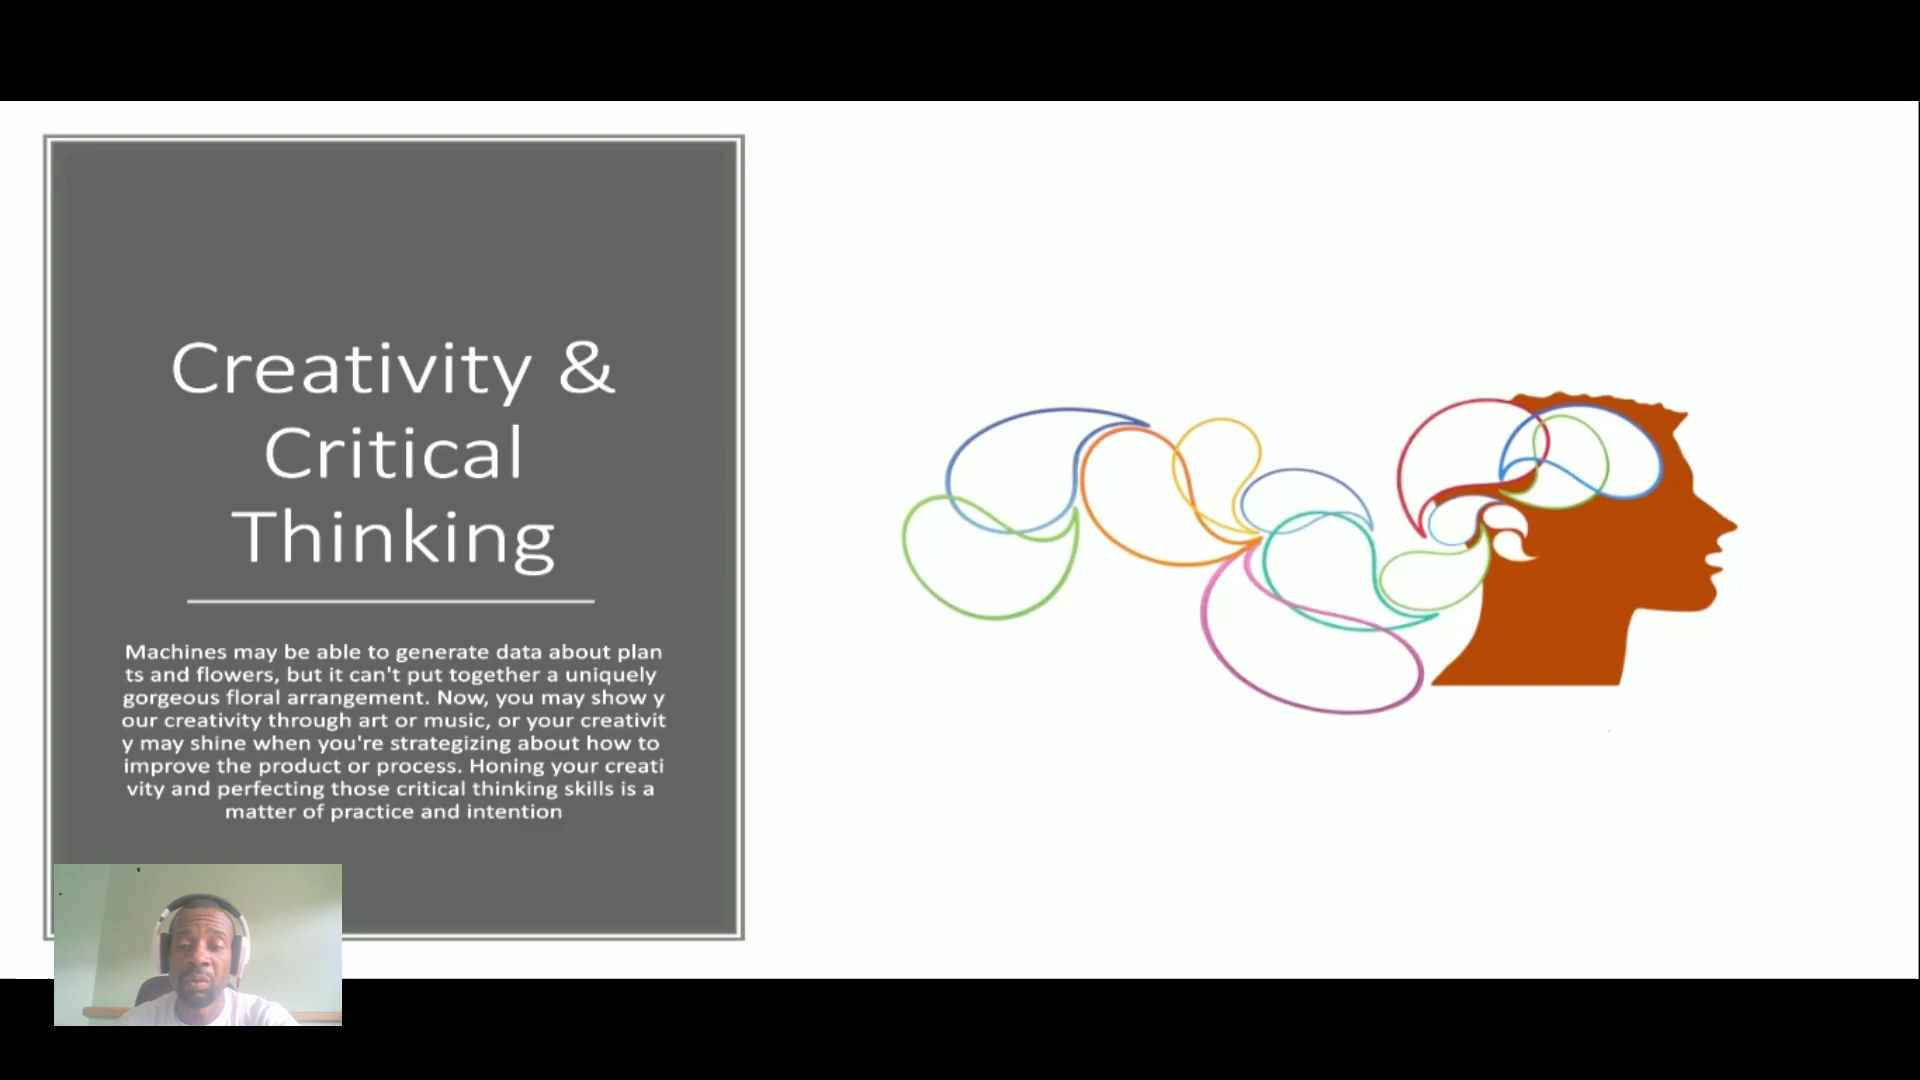 Creativity &
Critical
Thinking
Machines may be able to generate data about plan
ts and flowers, but it can't put together a uniquely
gorgeous floral arrangement. Now, you may show y
our creativity through art or music, or your creativit
y may shine when you're strategizing about how to
improve the product or process. Honing your creati
vity and perfecting those critical thinking skills is a
matter of practice and intention